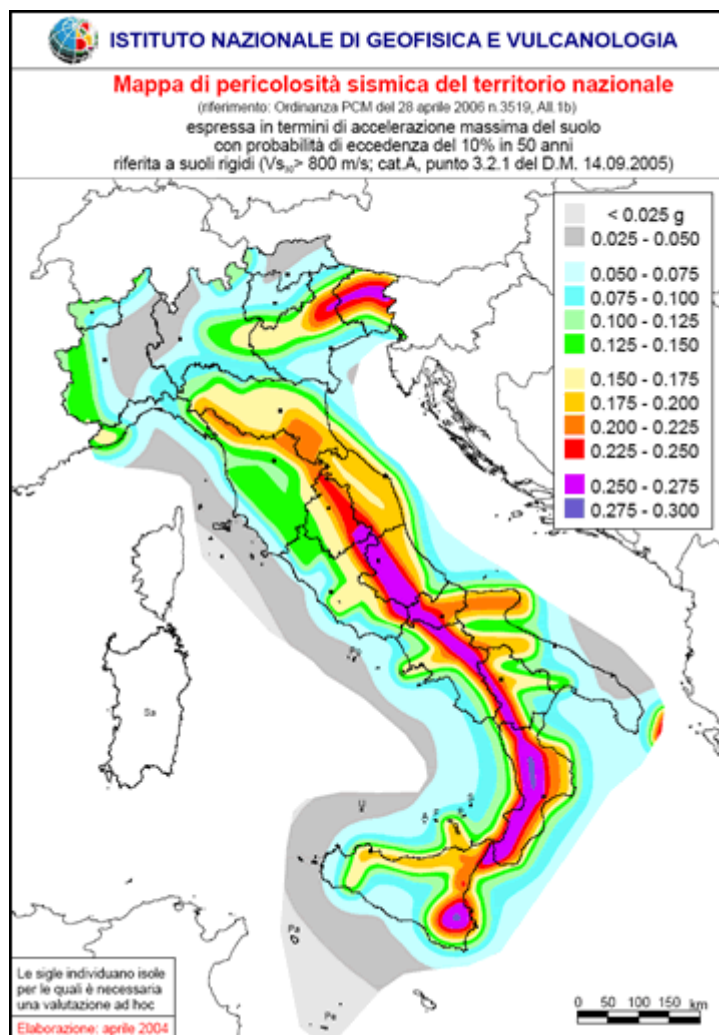 ISTITUTO NAZIONALE DI GEOFISICA E VULCANOLOGIA
Mappa di pericolosità sismica del territorio nazionale
(riferimento: Ordinanza PCM del 28 aprile 2006 n.3519, All.1b)
espressa in termini di accelerazione massima del suolo
con probabilità di eccedenza del 10% in 50 anni
riferita a suoli rigidi (Vs30> 800 m/s; cat.A, punto 3.2.1 del D.M. 14.09.2005)
< 0.025 g
0.025 - 0.050
0.050 - 0.075
0.075 - 0.100
0.100 - 0.125
0.125 - 0.150
0.150 - 0.175
0.175 - 0.200
0.200 - 0.225
0.225 - 0.250
0.250 - 0.275
0.275 - 0.300
Sa
U
Pa
Pe
Le sigle individuano isole
per le quali è necessaria
una valutazione ad hoc
Elaborazione: aprile 2004
0 50 100 150
km